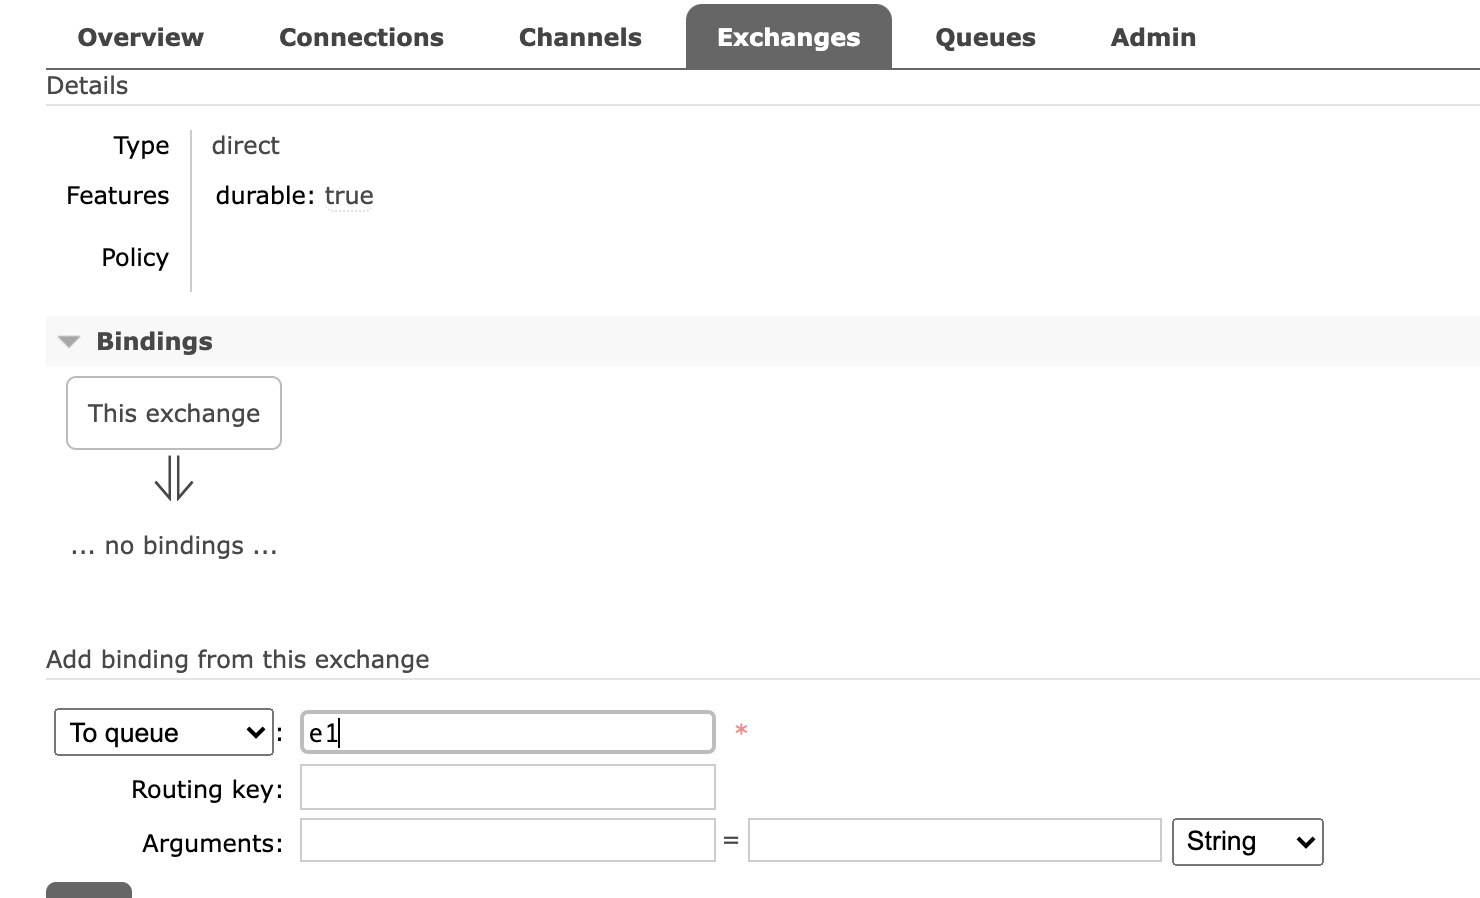 Overview Connections Channels Exchanges Queues Admin
Details
Type direct
Features durable: true
Policy
Bindings
This exchange
... no bindings ...
Add binding from this exchange
To queue : e1 *
Routing key:
Arguments: = String